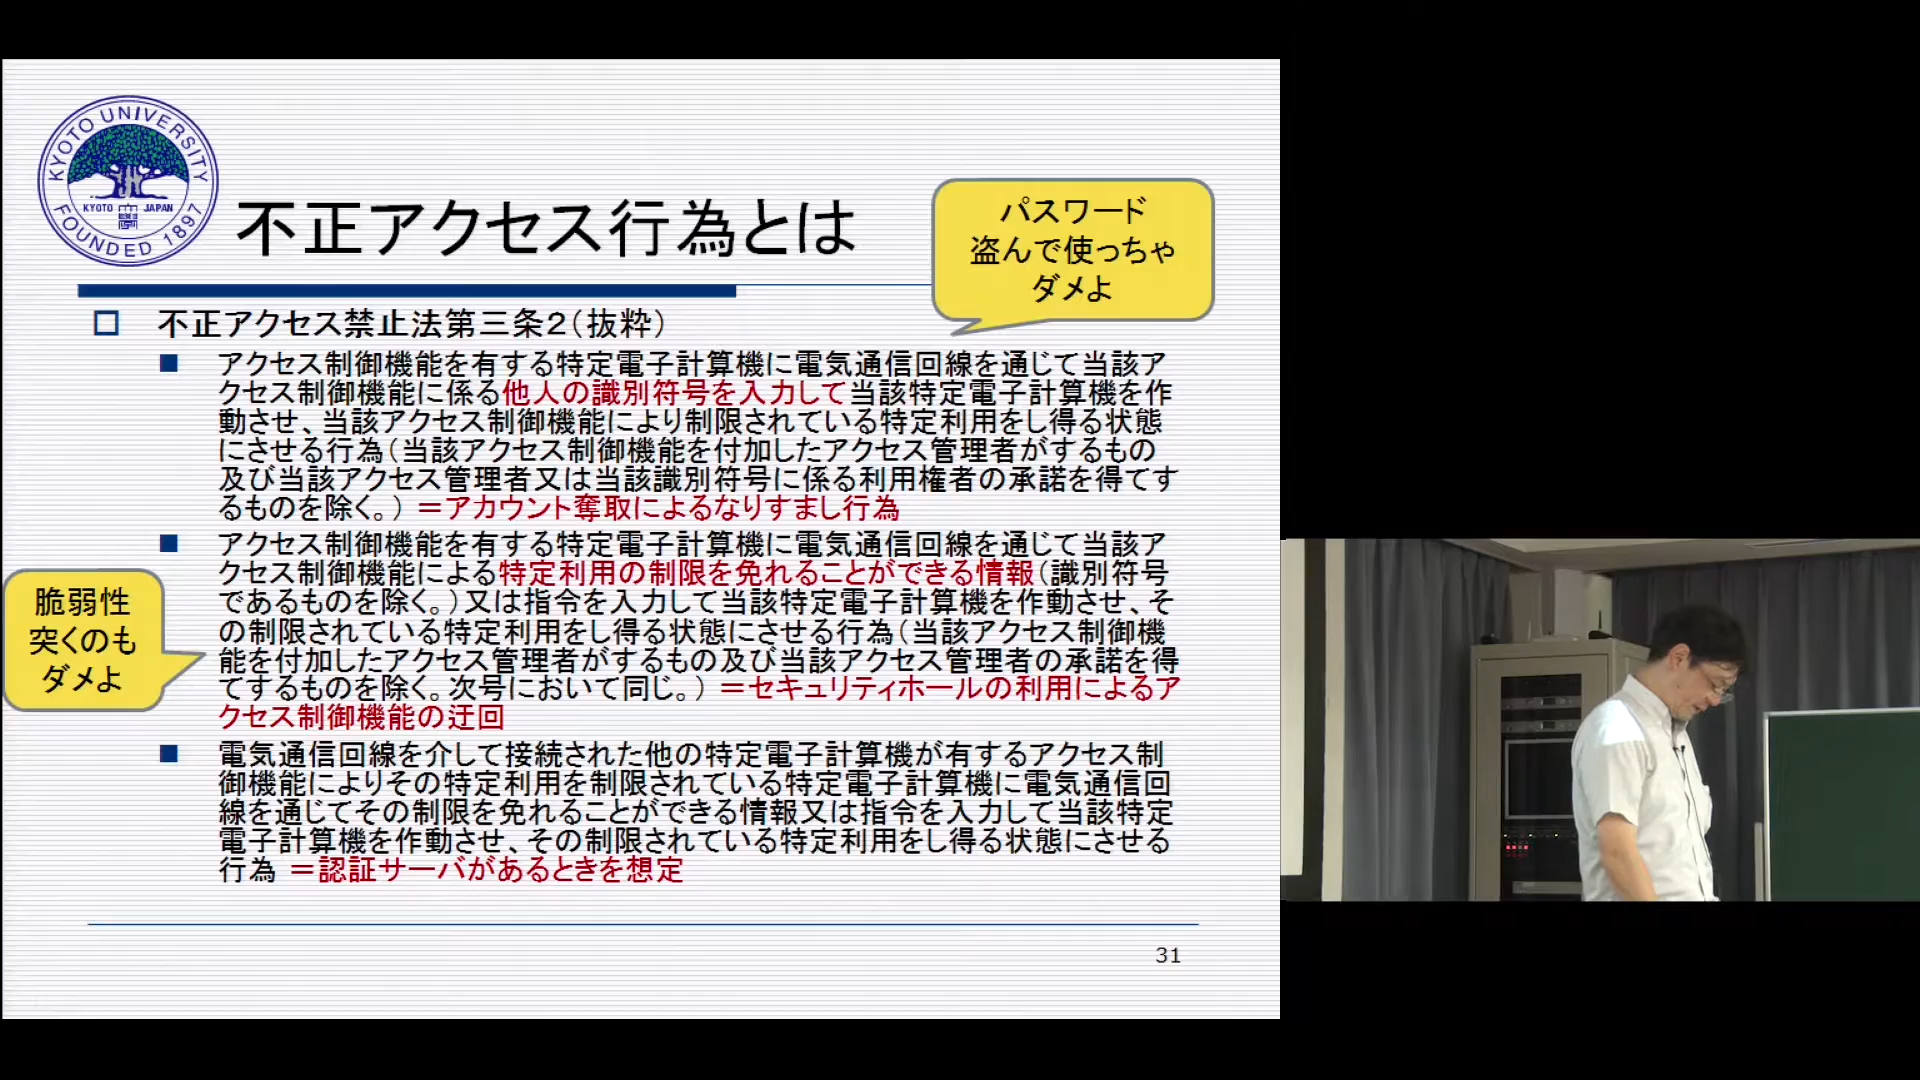 KYOTO UNIVERSITY
KYOTO JAPAN
FOUNDED 1897
不正アクセス行為とは
パスワード
盗んで使っちゃ
ダメよ
不正アクセス禁止法第三条2(抜粋)
アクセス制御機能を有する特定電子計算機に電気通信回線を通じて当該ア
クセス制御機能に係る他人の識別符号を入力して当該特定電子計算機を作
動させ、当該アクセス制御機能により制限されている特定利用をし得る状態
にさせる行為(当該アクセス制御機能を付加したアクセス管理者がするもの
及び当該アクセス管理者又は当該識別符号に係る利用権者の承諾を得てす
るものを除く。) =アカウント奪取によるなりすまし行為
アクセス制御機能を有する特定電子計算機に電気通信回線を通じて当該ア
クセス制御機能による特定利用の制限を免れることができる情報(識別符号
であるものを除く。)又は指令を入力して当該特定電子計算機を作動させ、そ
の制限されている特定利用をし得る状態にさせる行為(当該アクセス制御機
能を付加したアクセス管理者がするもの及び当該アクセス管理者の承諾を得
てするものを除く。次号において同じ。) =セキュリティホールの利用によるア
クセス制御機能の迂回
脆弱性
突くのも
ダメよ
電気通信回線を介して接続された他の特定電子計算機が有するアクセス制
御機能によりその特定利用を制限されている特定電子計算機に電気通信回
線を通じてその制限を免れることができる情報又は指令を入力して当該特定
電子計算機を作動させ、その制限されている特定利用をし得る状態にさせる
行為 =認証サーバがあるときを想定
31